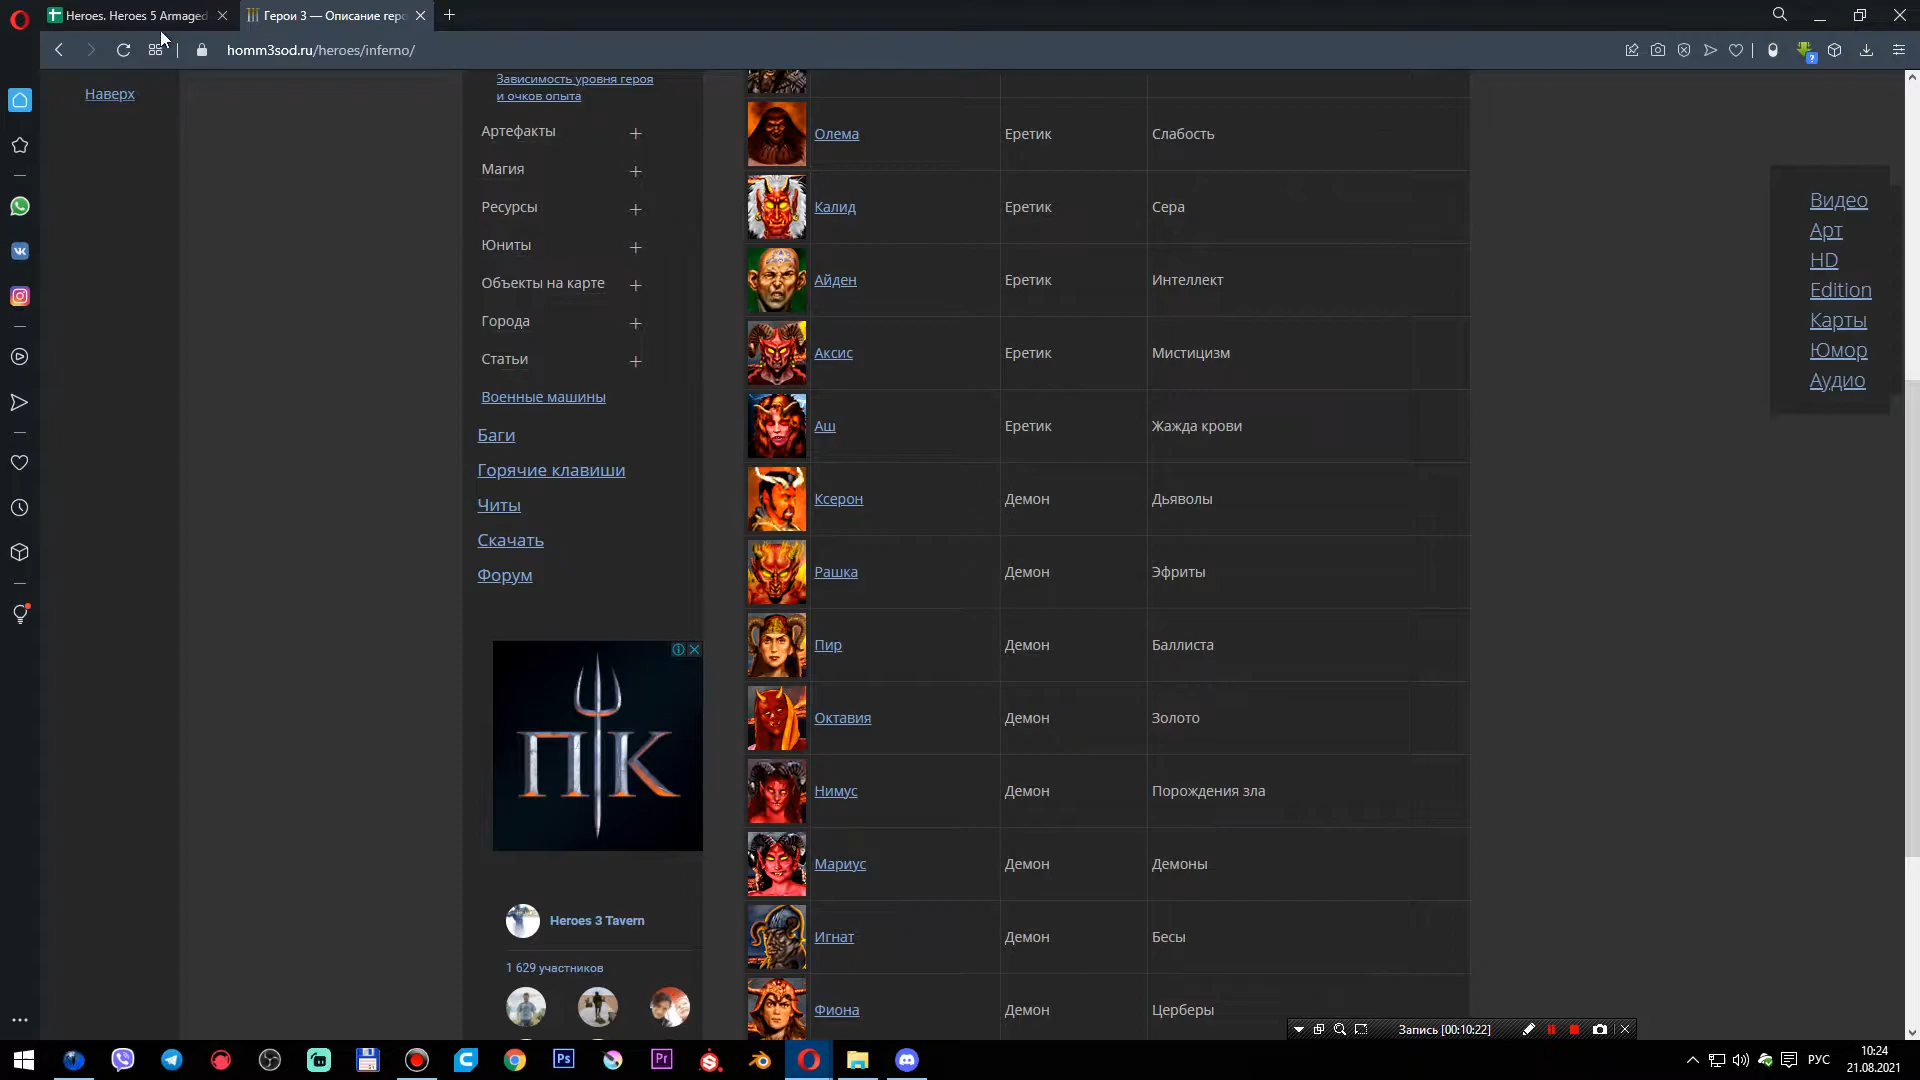 Heroes. Heroes 5 Armaged
Герои 3 — Описание геро
homm3sod.ru/heroes/inferno/
Наверх
Зависимость уровня героя
и очков опыта
Артефакты
Магия
Ресурсы
Юниты
Объекты на карте
Города
Статьи
Военные машины
Баги
Горячие клавиши
Читы
Скачать
Форум
ПК
Heroes 3 Tavern
1 629 участников
Олема Еретик Слабость
Калид Еретик Сера
Айден Еретик Интеллект
Аксис Еретик Мистицизм
Аш Еретик Жажда крови
Ксерон Демон Дьяволы
Рашка Демон Эфриты
Пир Демон Баллиста
Октавия Демон Золото
Нимус Демон Порождения зла
Мариус Демон Демоны
Игнат Демон Бесы
Фиона Демон Церберы
Видео
Арт
HD
Edition
Карты
Юмор
Аудио
Запись [00:10:22]
Ps
Pr
РУС
10:24
21.08.2021